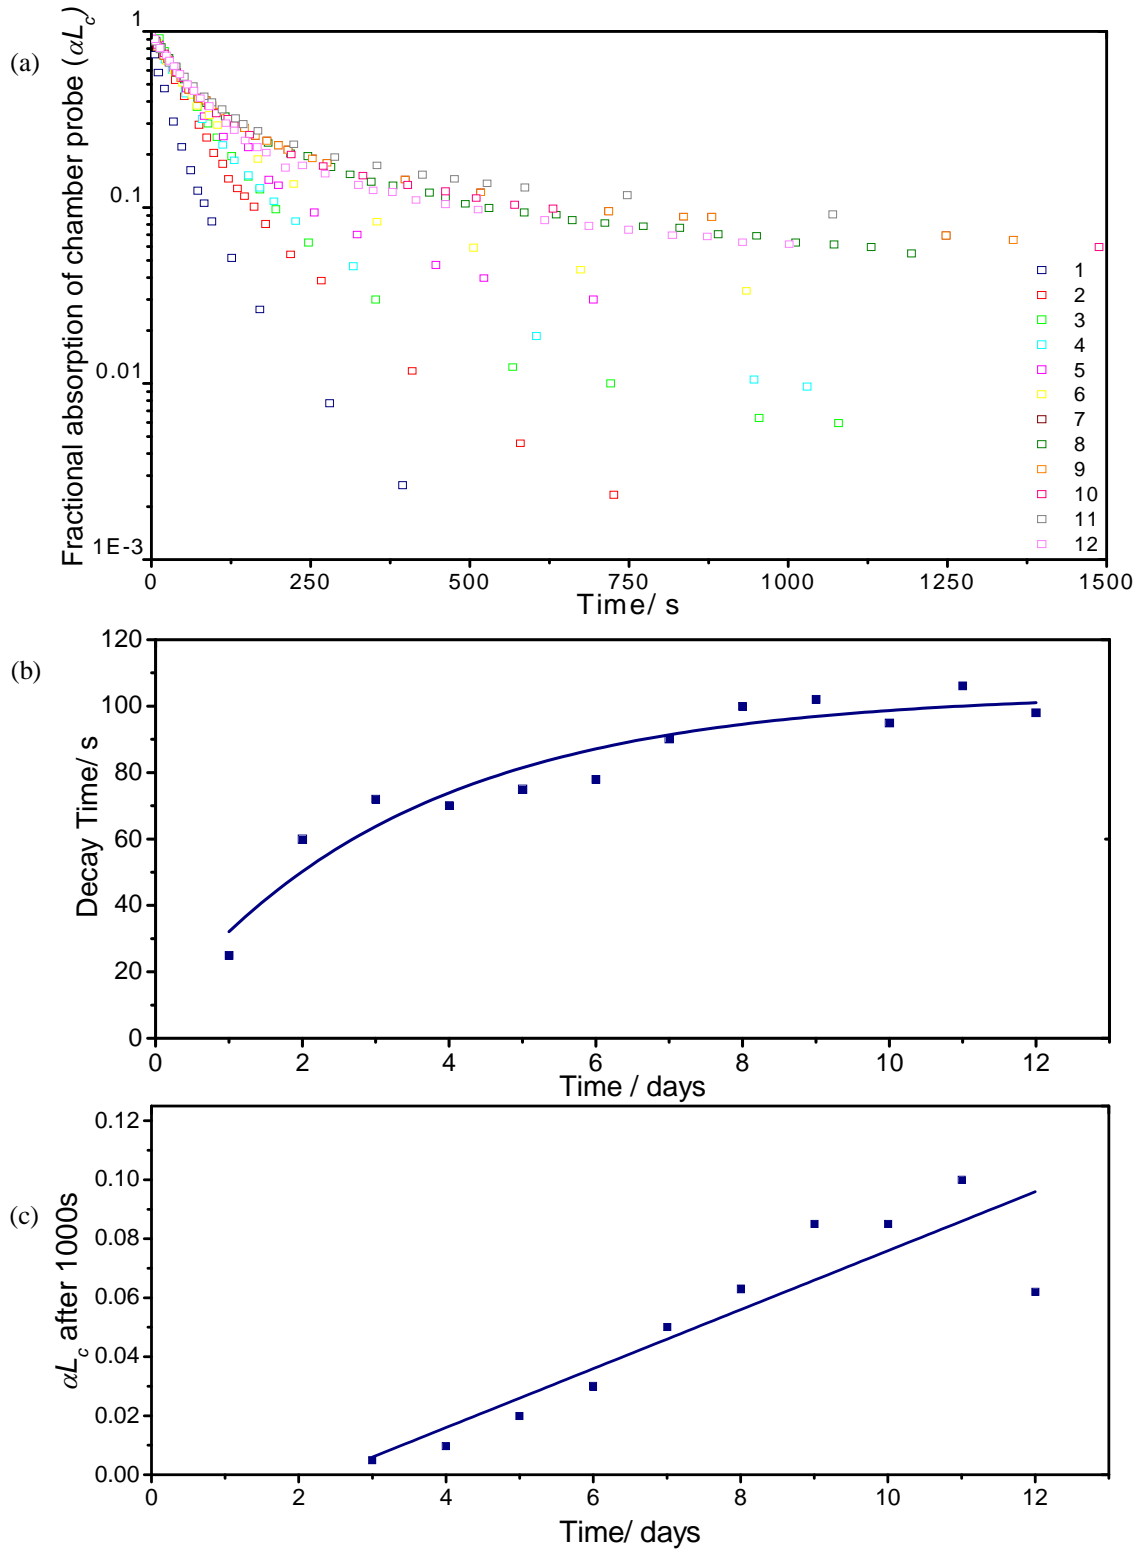 (a)
Fractional absorption of chamber probe (αL_c)
1
0.1
0.01
1E-3
0 250 500 750 1000 1250 1500
Time/ s
1
2
3
4
5
6
7
8
9
10
11
12
(b)
Decay Time/ s
120
100
80
60
40
20
0
0 2 4 6 8 10 12
Time / days
(c)
αL_c after 1000s
0.12
0.10
0.08
0.06
0.04
0.02
0.00
0 2 4 6 8 10 12
Time/ days